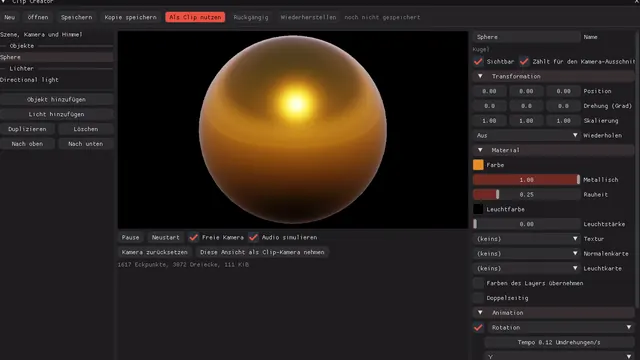 Clip Creator
Neu
Öffnen
Speichern
Kopie speichern
Als Clip nutzen
Rückgängig
Wiederherstellen
noch nicht gespeichert
Szene, Kamera und Himmel
Objekte
Sphere
Lichter
Directional light
Objekt hinzufügen
Licht hinzufügen
Duplizieren
Löschen
Nach oben
Nach unten
Pause
Neustart
Freie Kamera
Audio simulieren
Kamera zurücksetzen
Diese Ansicht als Clip-Kamera nehmen
1617 Eckpunkte, 3072 Dreiecke, 111 KiB
Sphere Name
Kugel
Sichtbar
Zählt für den Kamera-Ausschnit
Transformation
0.00 0.00 0.00 Position
0.0 0.0 0.0 Drehung (Grad)
1.00 1.00 1.00 Skalierung
Aus Wiederholen
Material
Farbe
1.00 Metallisch
0.25 Rauheit
Leuchtfarbe
0.00 Leuchtstärke
(keins) Textur
(keins) Normalenkarte
(keins) Leuchtkarte
Farben des Layers übernehmen
Doppelseitig
Animation
Rotation
Tempo 0.12 Umdrehungen/s
Y